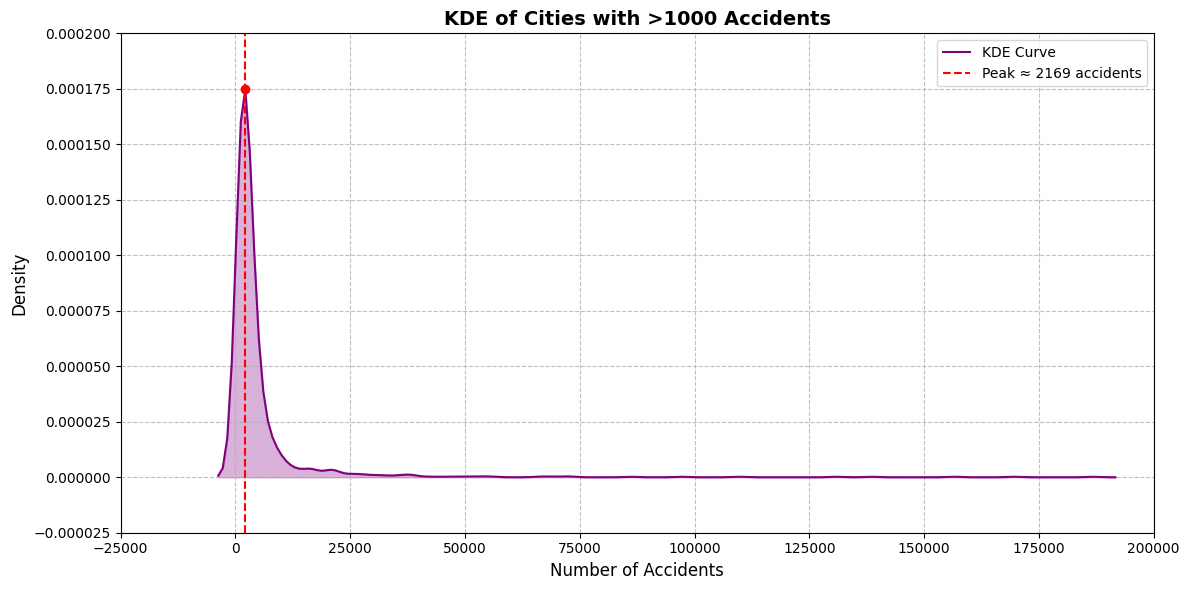 KDE of Cities with >1000 Accidents
KDE Curve
Peak ≈ 2169 accidents
Density
0.000200
0.000175
0.000150
0.000125
0.000100
0.000075
0.000050
0.000025
0.000000
−0.000025
−25000 0 25000 50000 75000 100000 125000 150000 175000 200000
Number of Accidents